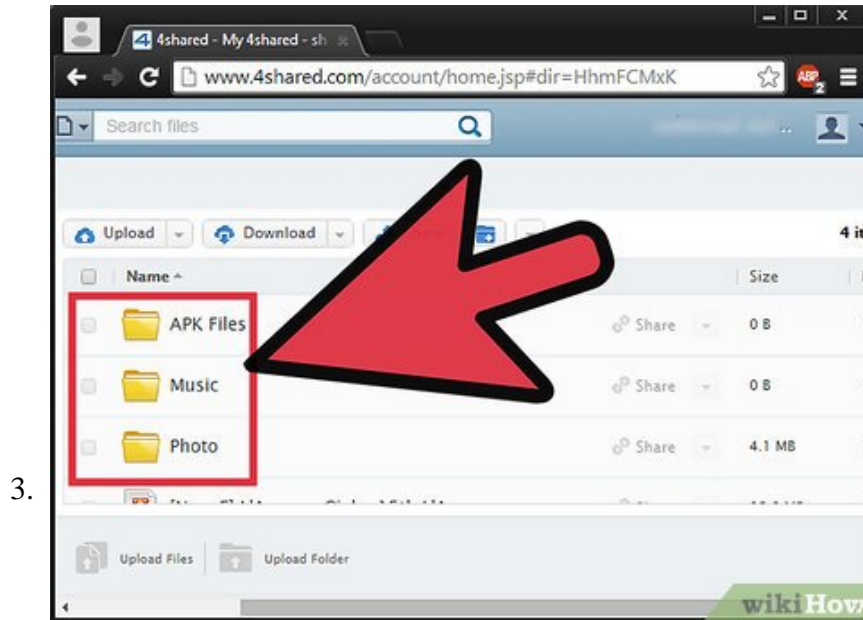 4shared - My 4shared - sh
www.4shared.com/account/home.jsp#dir=HhmFCMxK
ABP
2
Search files
Upload
Download
4 it
Name
Size
APK Files
Share
0 B
Music
Share
0 B
Photo
Share
4.1 MB
3.
Upload Files
Upload Folder
wikiHow